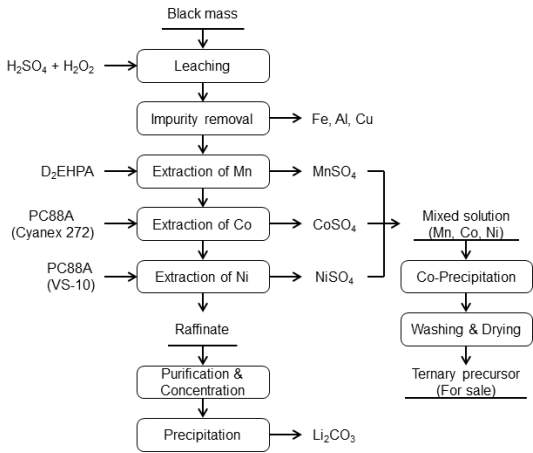 Black mass
H₂SO₄ + H₂O₂
Leaching
Impurity removal
Fe, Al, Cu
D₂EHPA
Extraction of Mn
MnSO₄
PC88A
(Cyanex 272)
Extraction of Co
CoSO₄
Mixed solution
(Mn, Co, Ni)
PC88A
(VS-10)
Extraction of Ni
NiSO₄
Co-Precipitation
Raffinate
Washing & Drying
Purification &
Concentration
Ternary precursor
(For sale)
Precipitation
Li₂CO₃